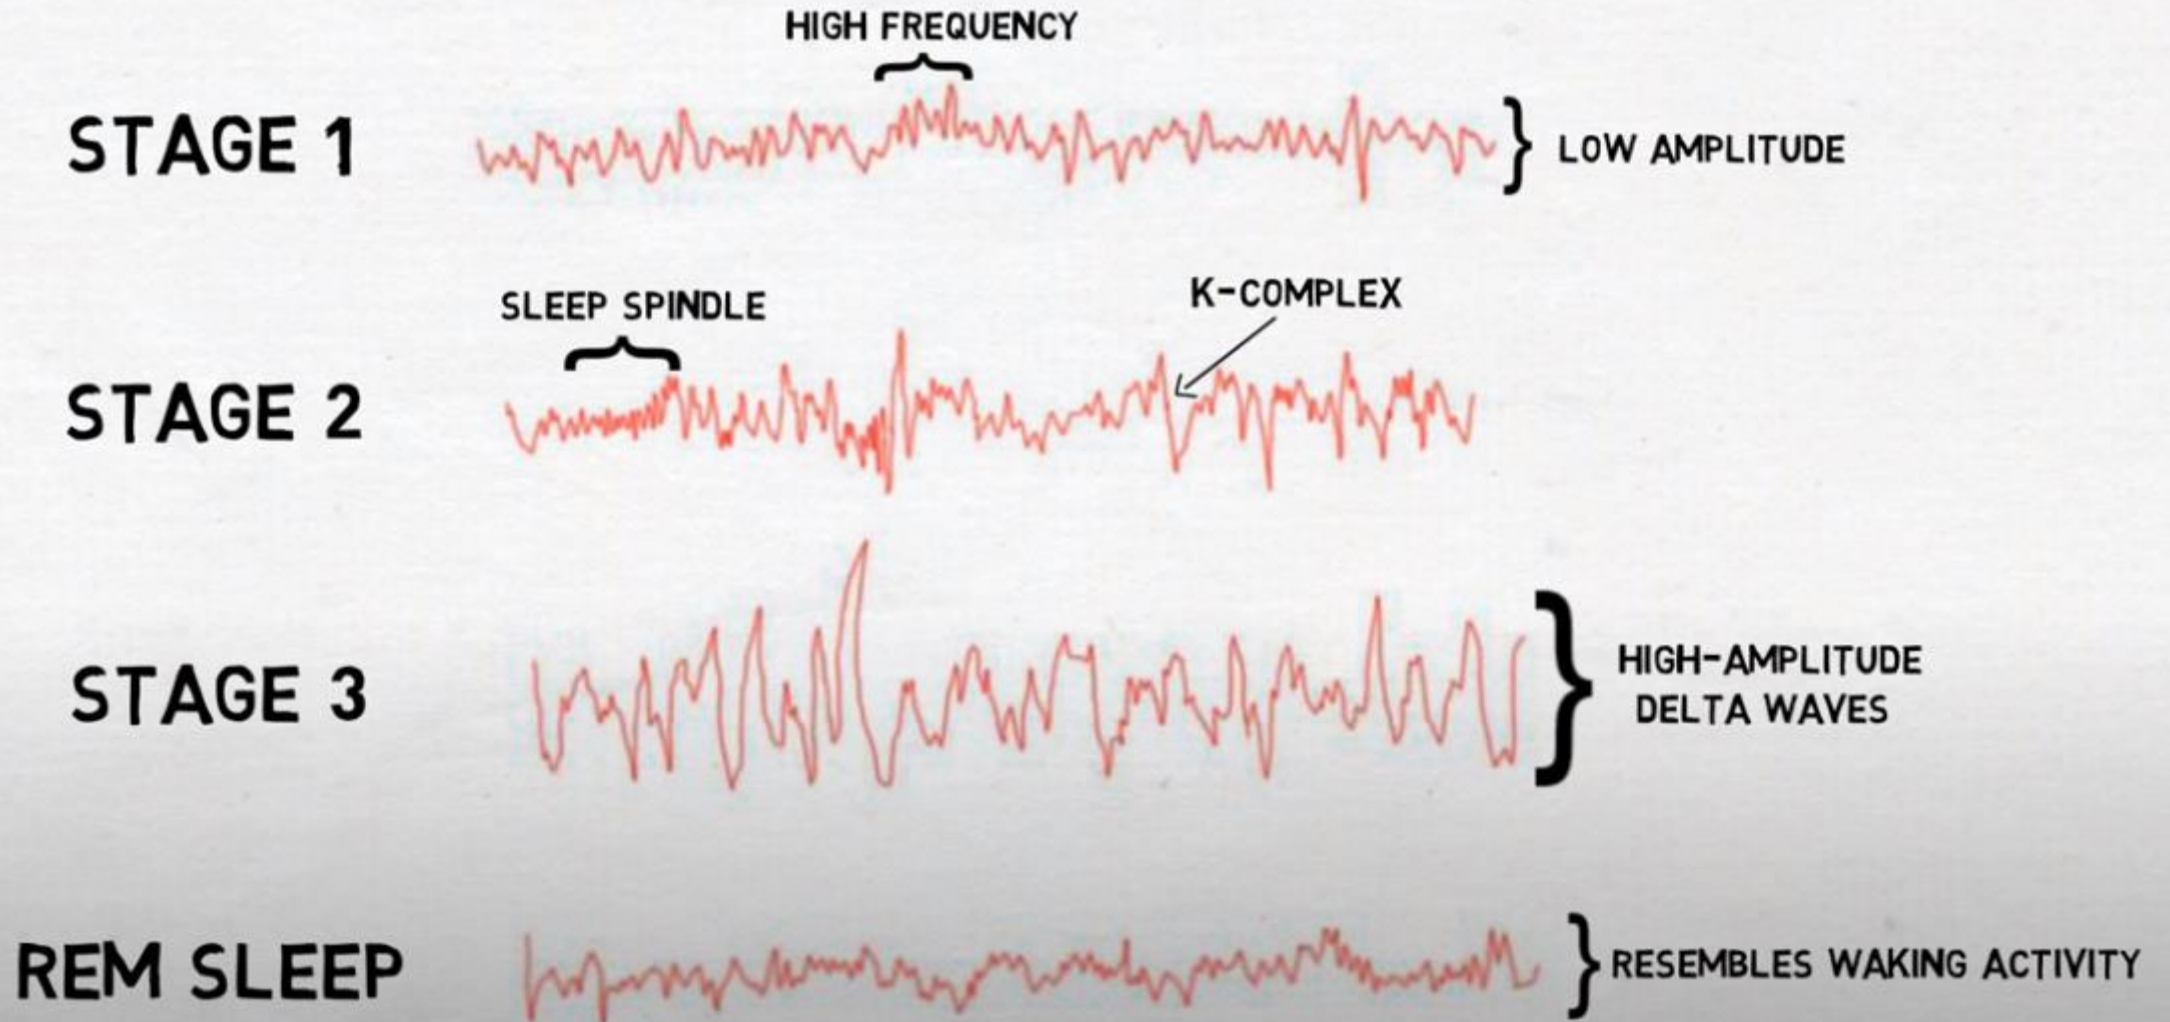 HIGH FREQUENCY
STAGE 1
LOW AMPLITUDE
SLEEP SPINDLE
K-COMPLEX
STAGE 2
STAGE 3
HIGH-AMPLITUDE
DELTA WAVES
REM SLEEP
RESEMBLES WAKING ACTIVITY